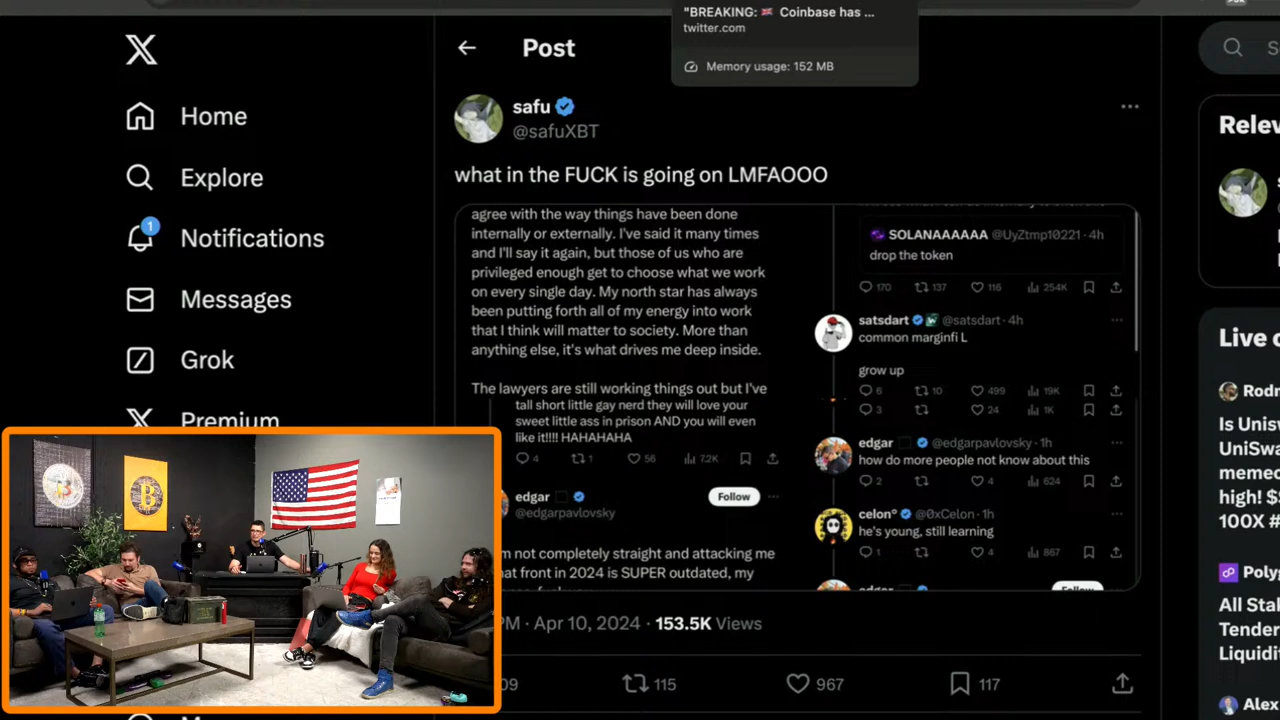 "BREAKING: 🇬🇧 Coinbase has ...
twitter.com
Memory usage: 152 MB
Home
Explore
1
Notifications
Messages
Grok
Premium
Post
safu
@safuXBT
what in the FUCK is going on LMFAOOO
agree with the way things have been done
internally or externally. I've said it many times
and I'll say it again, but those of us who are
privileged enough get to choose what we work
on every single day. My north star has always
been putting forth all of my energy into work
that I think will matter to society. More than
anything else, it's what drives me deep inside.
The lawyers are still working things out but I've
tall short little gay nerd they will love your
sweet little ass in prison AND you will even
like it!!!! HAHAHAHA
4 1 56 7.2K
edgar
Follow
@edgarpavlovsky
not completely straight and attacking me
front in 2024 is SUPER outdated, my
SOLANAAAAAA @UyZtmp10221 · 4h
drop the token
170 137 116 254K
satsdart @satsdart · 4h
common marginfi L
grow up
6 10 499 19K
3 24 1K
edgar @edgarpavlovsky · 1h
how do more people not know about this
2 4 624
celon° @0xCelon · 1h
he's young, still learning
1 4 867
edgar
Follow
PM · Apr 10, 2024 · 153.5K Views
09 115 967 117
Relev
Live
Rodr
Is Unisw
UniSwa
memec
high! $
100X #
Polyg
All Stak
Tender
Liquidi
Alex